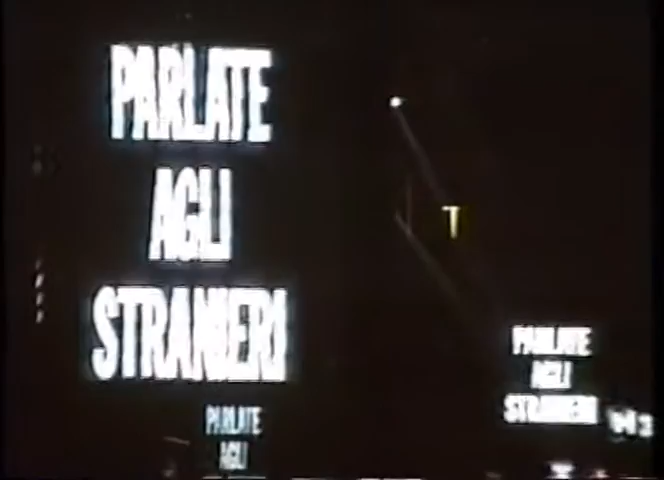 PARLATE
AGLI
STRANIERI
PARLATE
AGLI
T
PARLATE
AGLI
STRANIERI